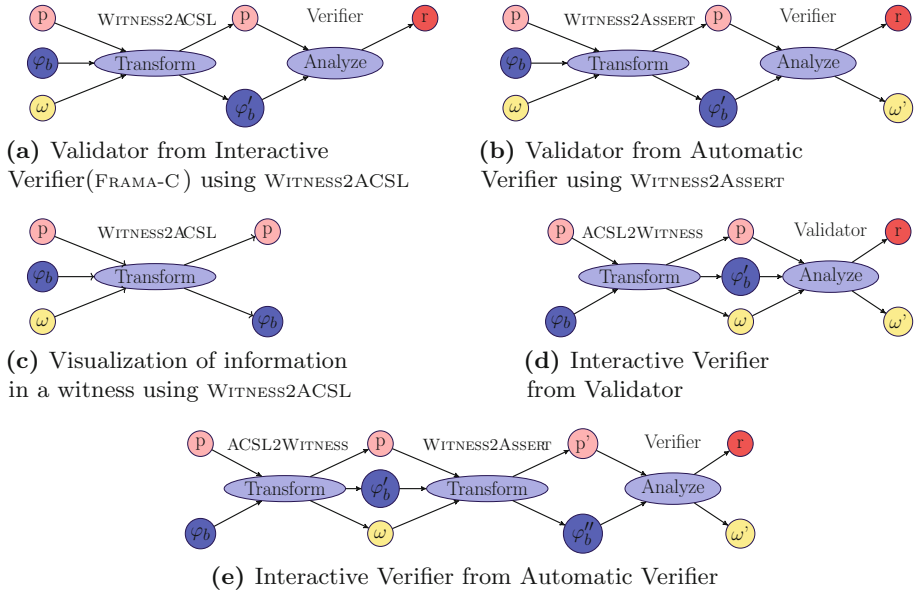 p WITNESS2ACSL p Verifier r
φb Transform Analyze
ω φ′b
(a) Validator from Interactive
Verifier(FRAMA-C) using WITNESS2ACSL
p WITNESS2ASSERT p Verifier r
φb Transform Analyze
ω φ′b ω'
(b) Validator from Automatic
Verifier using WITNESS2ASSERT
p WITNESS2ACSL p
φb Transform
ω φb
(c) Visualization of information
in a witness using WITNESS2ACSL
p ACSL2WITNESS p Validator r
Transform φ′b Analyze
φb ω ω'
(d) Interactive Verifier
from Validator
p ACSL2WITNESS p WITNESS2ASSERT p' Verifier r
Transform φ′b Transform Analyze
φb ω φ″b ω'
(e) Interactive Verifier from Automatic Verifier